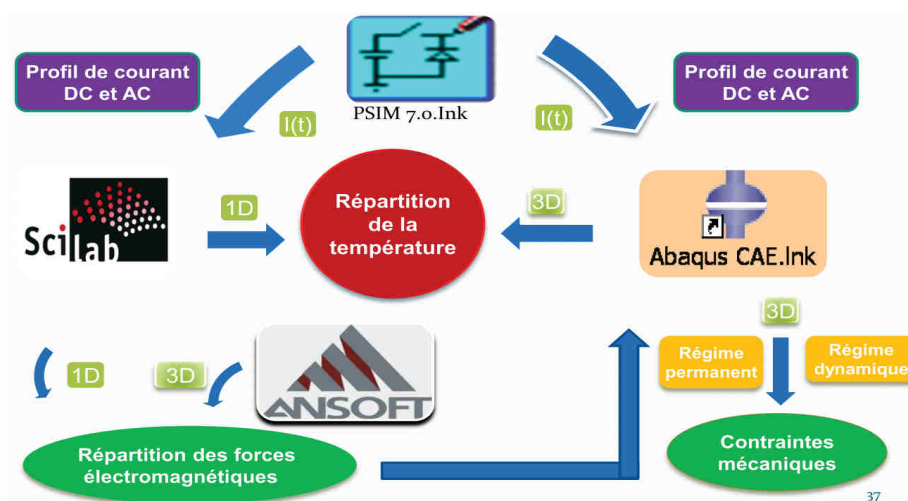 Profil de courant
DC et AC
I(t)
PSIM 7.0.Ink
I(t)
Profil de courant
DC et AC
Scilab
1D
Répartition
de la
température
3D
Abaqus CAE.lnk
3D
Régime
permanent
Régime
dynamique
1D
3D
ANSOFT
Répartition des forces
électromagnétiques
Contraintes
mécaniques
37